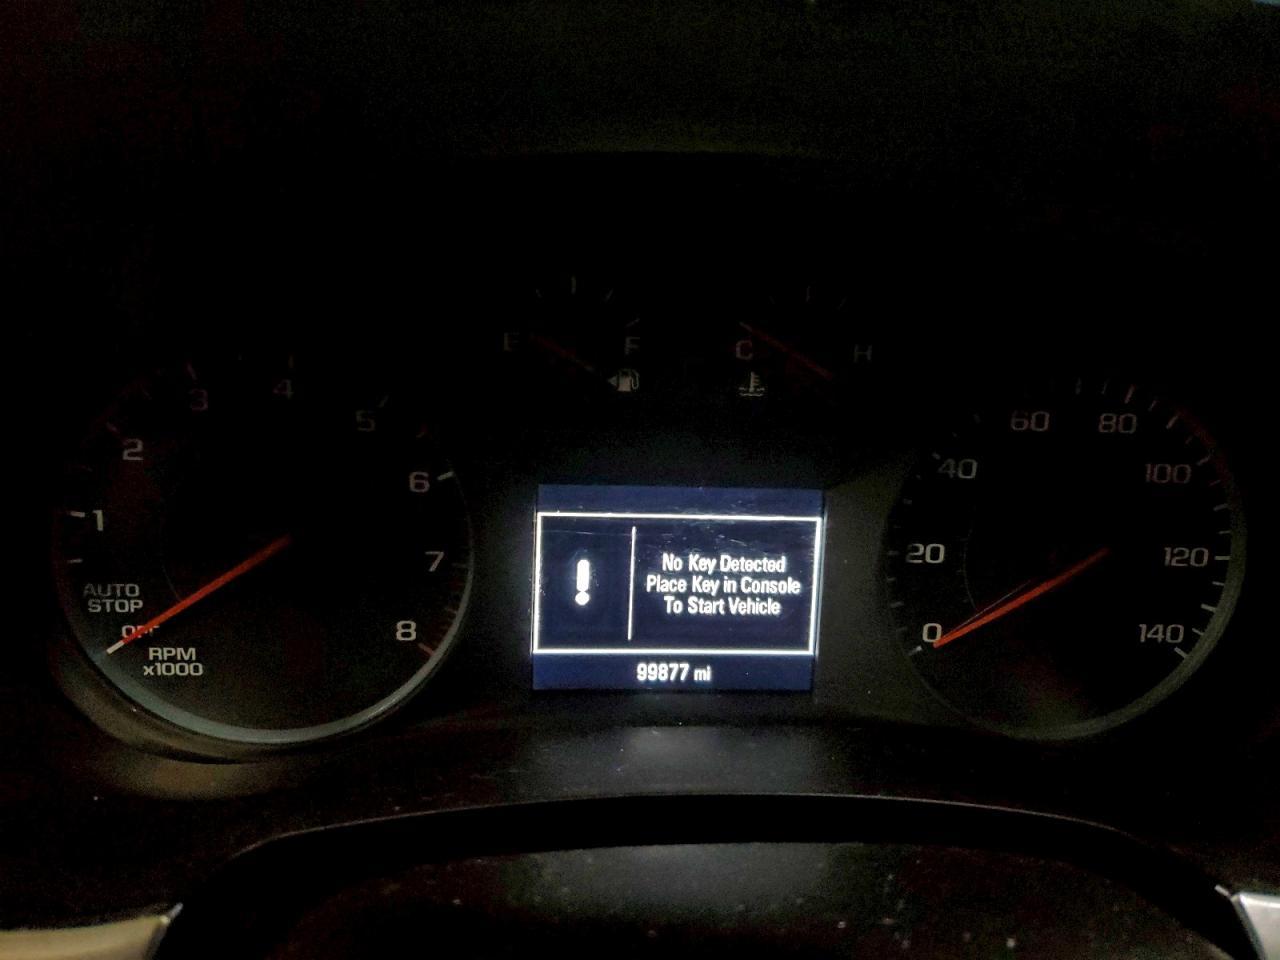 E F
C H
1
2
3
4
5
6
7
8
AUTO
STOP
OFF
RPM
x1000
No Key Detected
Place Key in Console
To Start Vehicle
99877 mi
0
20
40
60
80
100
120
140